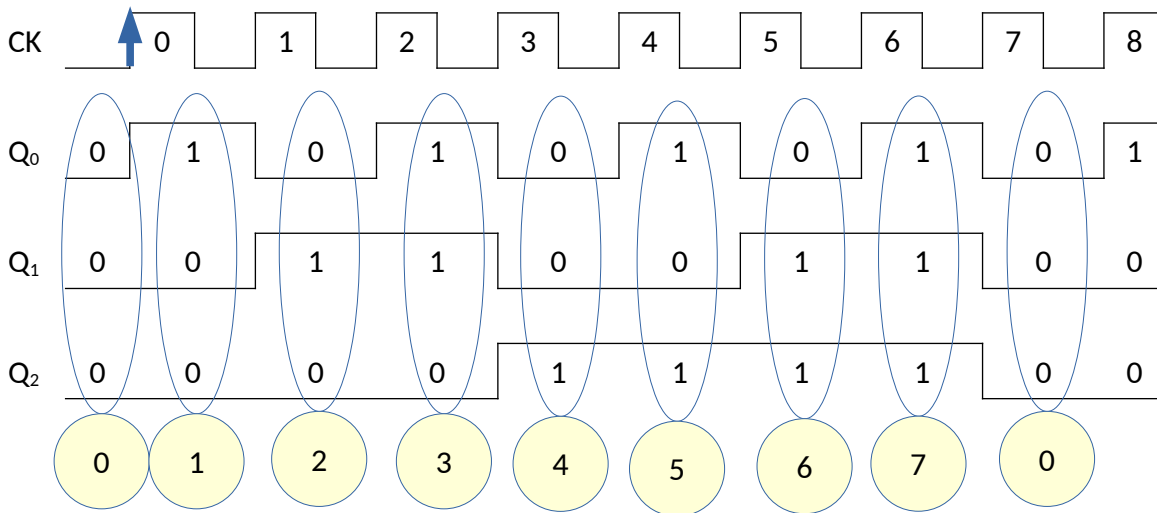 CK 0 1 2 3 4 5 6 7 8
Q₀ 0 1 0 1 0 1 0 1 0 1
Q₁ 0 0 1 1 0 0 1 1 0 0
Q₂ 0 0 0 0 1 1 1 1 0 0
0 1 2 3 4 5 6 7 0